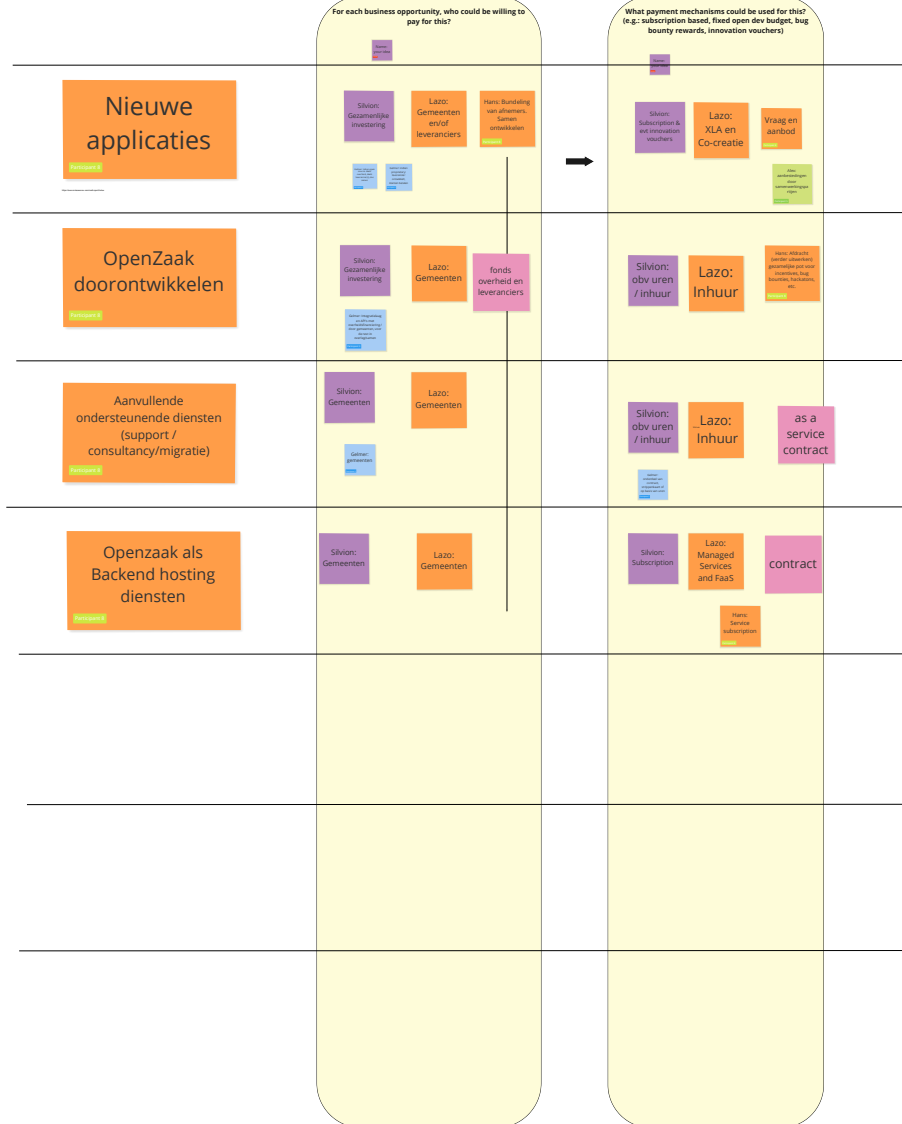 For each business opportunity, who could be willing to
pay for this?
What payment mechanisms could be used for this?
(e.g.: subscription based, fixed open dev budget, bug
bounty rewards, innovation vouchers)
Nieuwe
applicaties
Participant X
Silvion:
Gezamenlijke
investering
Lazo:
Gemeenten
en/of
leveranciers
Hans: Bundeling
van afnemers.
Samen
ontwikkelen
Silvion:
Subscription &
evt innovation
vouchers
Lazo:
XLA en
Co-creatie
Vraag en
aanbod
OpenZaak
doorontwikkelen
Silvion:
Gezamenlijke
investering
Lazo:
Gemeenten
fonds
overheid en
leveranciers
Silvion:
obv uren
/ inhuur
Lazo:
Inhuur
Aanvullende
ondersteunende diensten
(support /
consultancy/migratie)
Silvion:
Gemeenten
Lazo:
Gemeenten
Gelmer:
gemeenten
Silvion:
obv uren
/ inhuur
Lazo:
Inhuur
as a
service
contract
Openzaak als
Backend hosting
diensten
Silvion:
Gemeenten
Lazo:
Gemeenten
Silvion:
Subscription
Lazo:
Managed
Services
and FaaS
contract
Hans:
Service
subscription